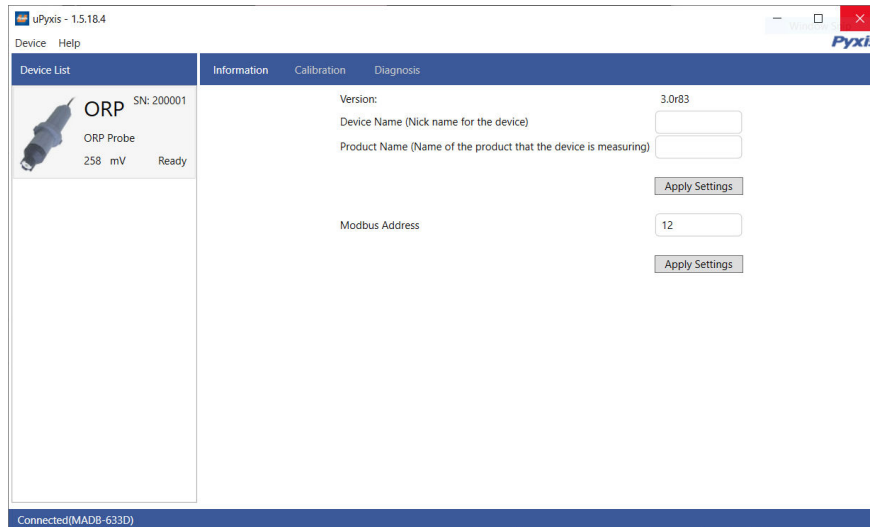 uPyxis - 1.5.18.4
Device Help
Device List
Information Calibration Diagnosis
ORP SN: 200001
ORP Probe
258 mV Ready
Version: 3.0r83
Device Name (Nick name for the device)
Product Name (Name of the product that the device is measuring)
Apply Settings
Modbus Address 12
Apply Settings
Connected(MADB-633D)